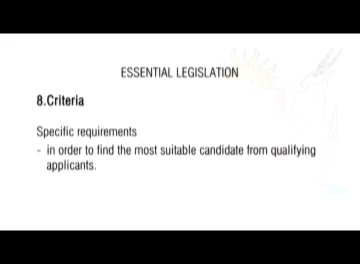 ESSENTIAL LEGISLATION
8.Criteria
Specific requirements
- in order to find the most suitable candidate from qualifying
applicants.